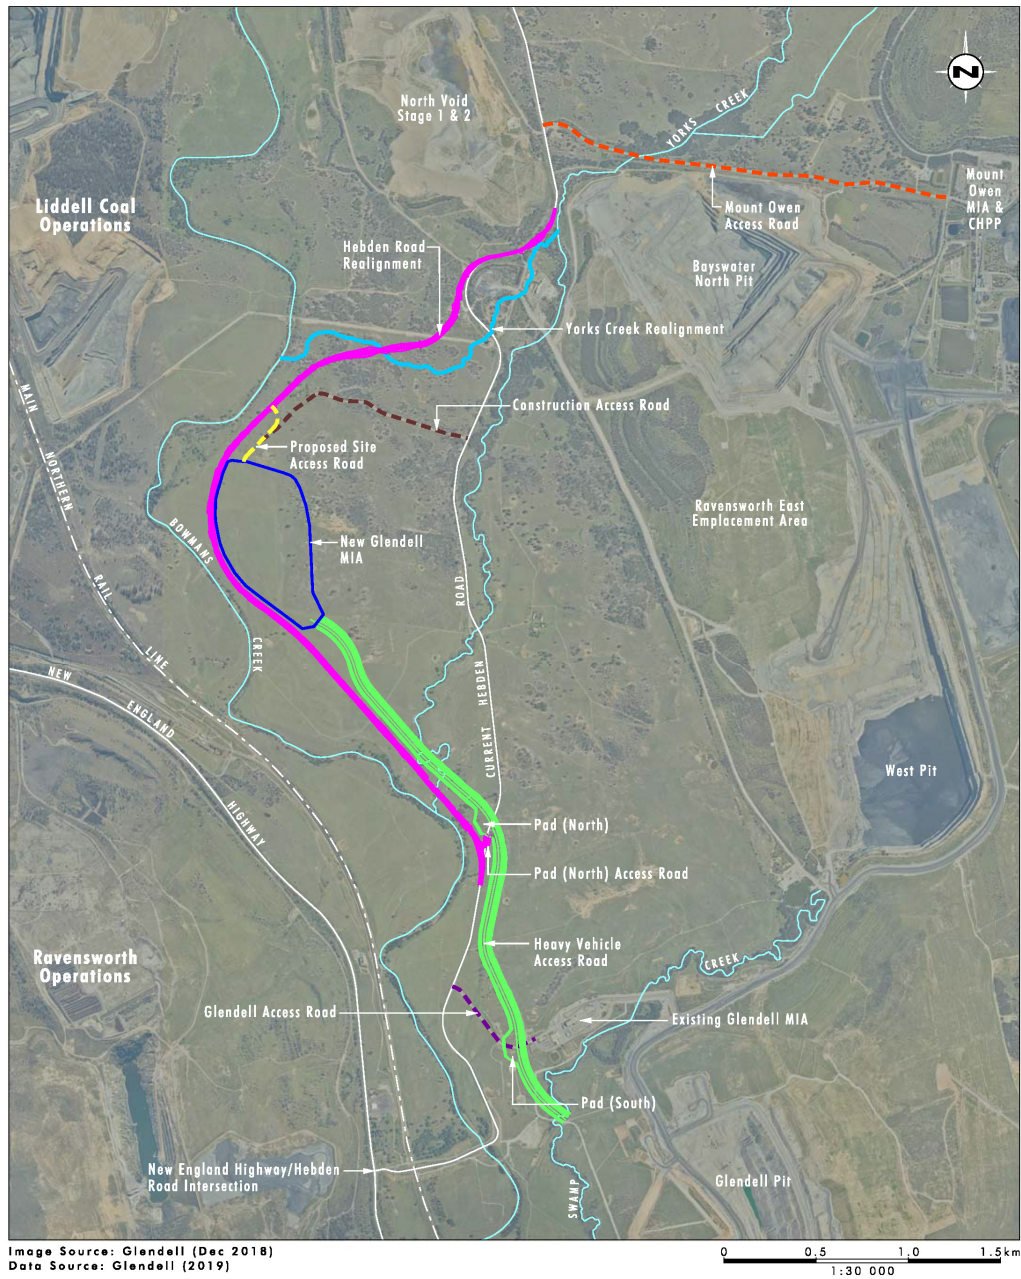 North Void
Stage 1 & 2
YORKS CREEK
N
Liddell Coal
Operations
Mount
Owen
MIA &
CHPP
Mount Owen
Access Road
Hebden Road
Realignment
Bayswater
North Pit
Yorks Creek Realignment
MAIN NORTHERN RAIL LINE
Construction Access Road
Proposed Site
Access Road
Ravensworth East
Emplacement Area
BOWMANS CREEK
New Glendell
MIA
CURRENT HEBDEN ROAD
NEW ENGLAND HIGHWAY
West Pit
Pad (North)
Pad (North) Access Road
Heavy Vehicle
Access Road
Ravensworth
Operations
SWAMP CREEK
Glendell Access Road
Existing Glendell MIA
Pad (South)
New England Highway/Hebden
Road Intersection
Glendell Pit
Image Source: Glendell (Dec 2018)
Data Source: Glendell (2019)
0 0.5 1.0 1.5km
1:30 000